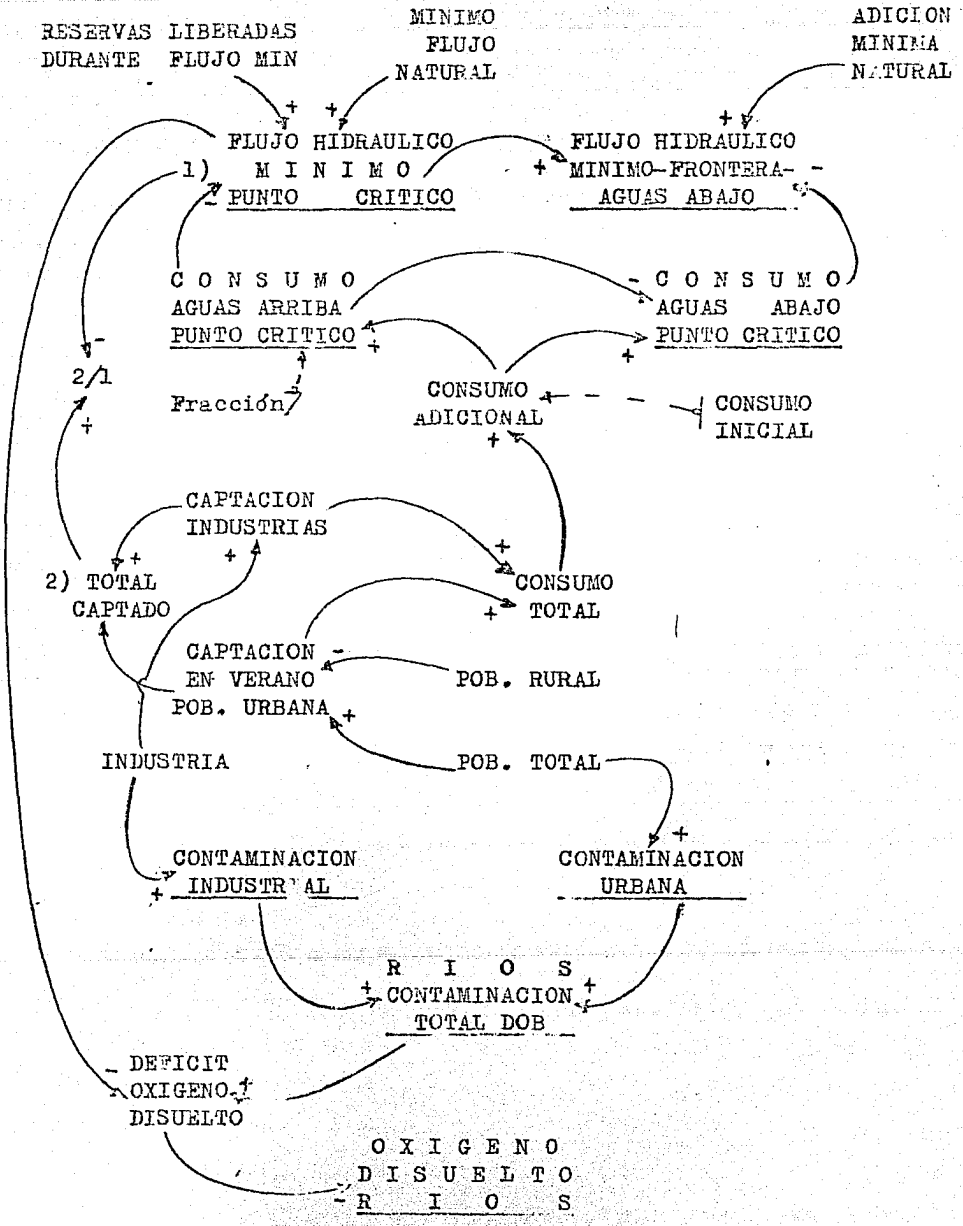 RESERVAS LIBERADAS
DURANTE FLUJO MIN
MINIMO
FLUJO
NATURAL
ADICION
MINIMA
NATURAL
+ +
+
FLUJO HIDRAULICO
1) M I N I M O
- PUNTO CRITICO
FLUJO HIDRAULICO
+ MINIMO-FRONTERA- -
AGUAS ABAJO
C O N S U M O
AGUAS ARRIBA
PUNTO CRITICO +
- C O N S U M O
AGUAS ABAJO
+ PUNTO CRITICO
-
2/1
+
Fracción
CONSUMO
ADICIONAL
+
CONSUMO
INICIAL
CAPTACION
INDUSTRIAS
+
+
2) TOTAL
CAPTADO
+
CONSUMO
+ TOTAL
CAPTACION -
EN VERANO
POB. URBANA +
POB. RURAL
INDUSTRIA
POB. TOTAL
CONTAMINACION
+ INDUSTRIAL
+
CONTAMINACION
URBANA
R I O S
+ CONTAMINACION +
TOTAL DOB
- DEFICIT
OXIGENO +
DISUELTO
O X I G E N O
D I S U E L T O
- R I O S